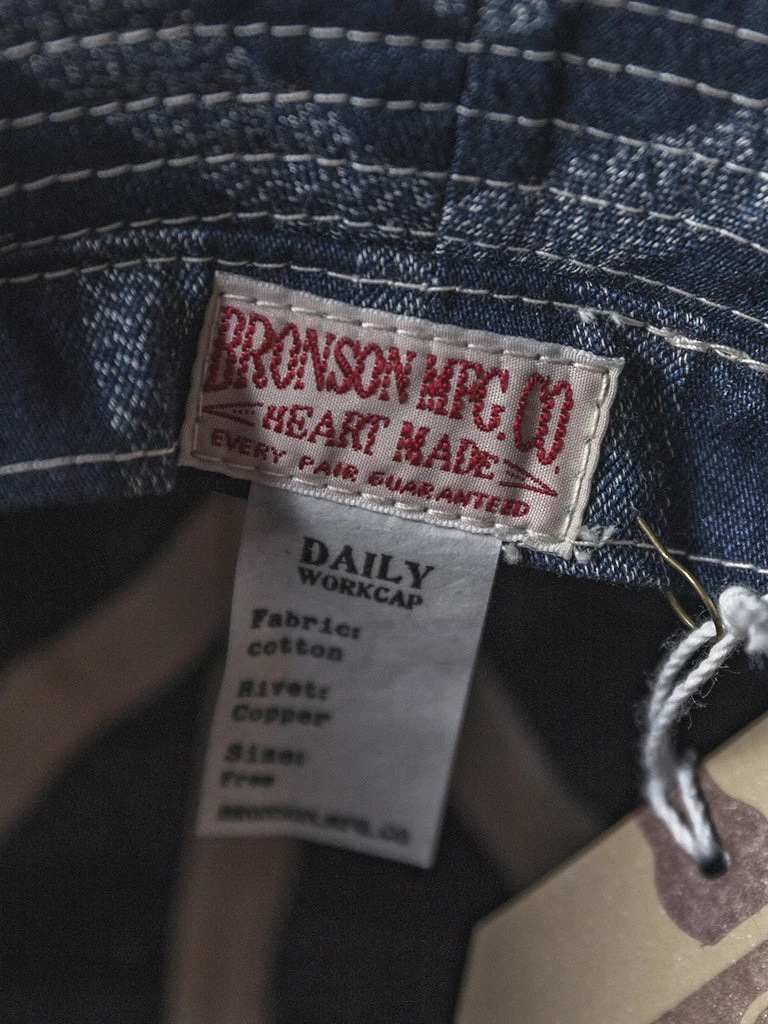 BRONSON MFG. CO.
HEART MADE
EVERY PAIR GUARANTEED
DAILY
WORKCAP
Fabric:
cotton
Rivet:
Copper
Size:
Free
BRONSON.MFG.CO